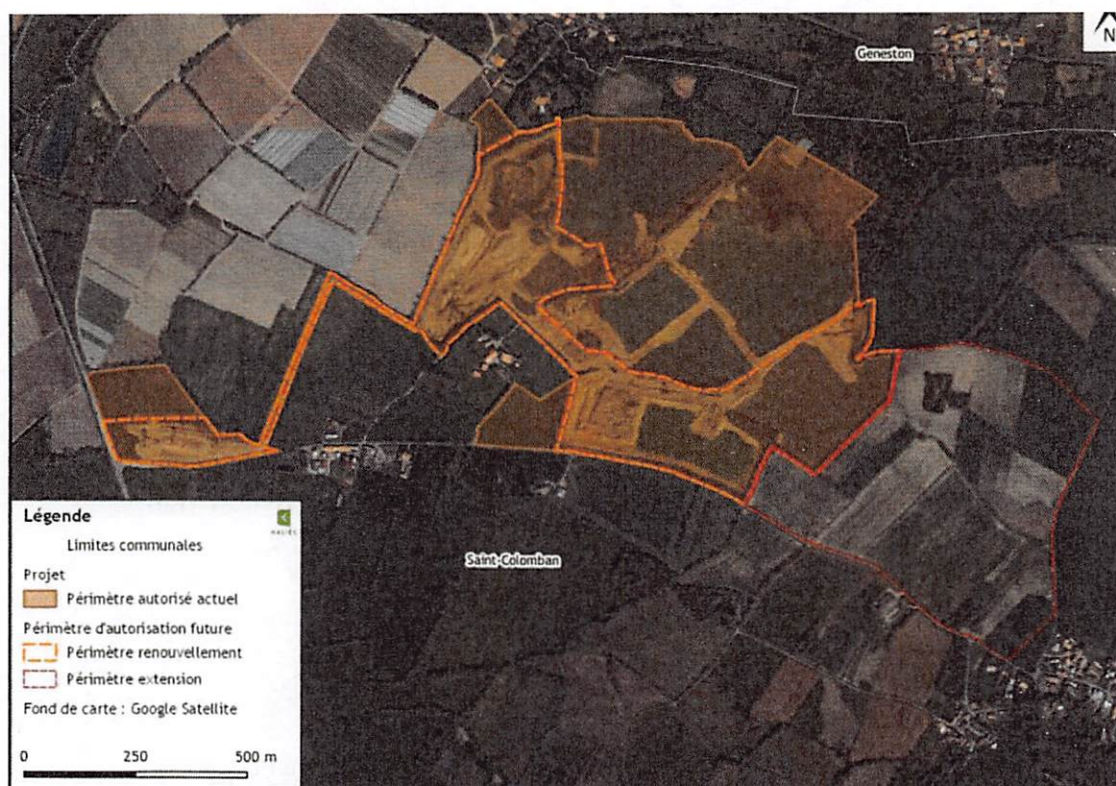 N
Geneston
Saint-Colomban
Légende
Limites communales
Projet
Périmètre autorisé actuel
Périmètre d'autorisation future
Périmètre renouvellement
Périmètre extension
Fond de carte : Google Satellite
0 250 500 m